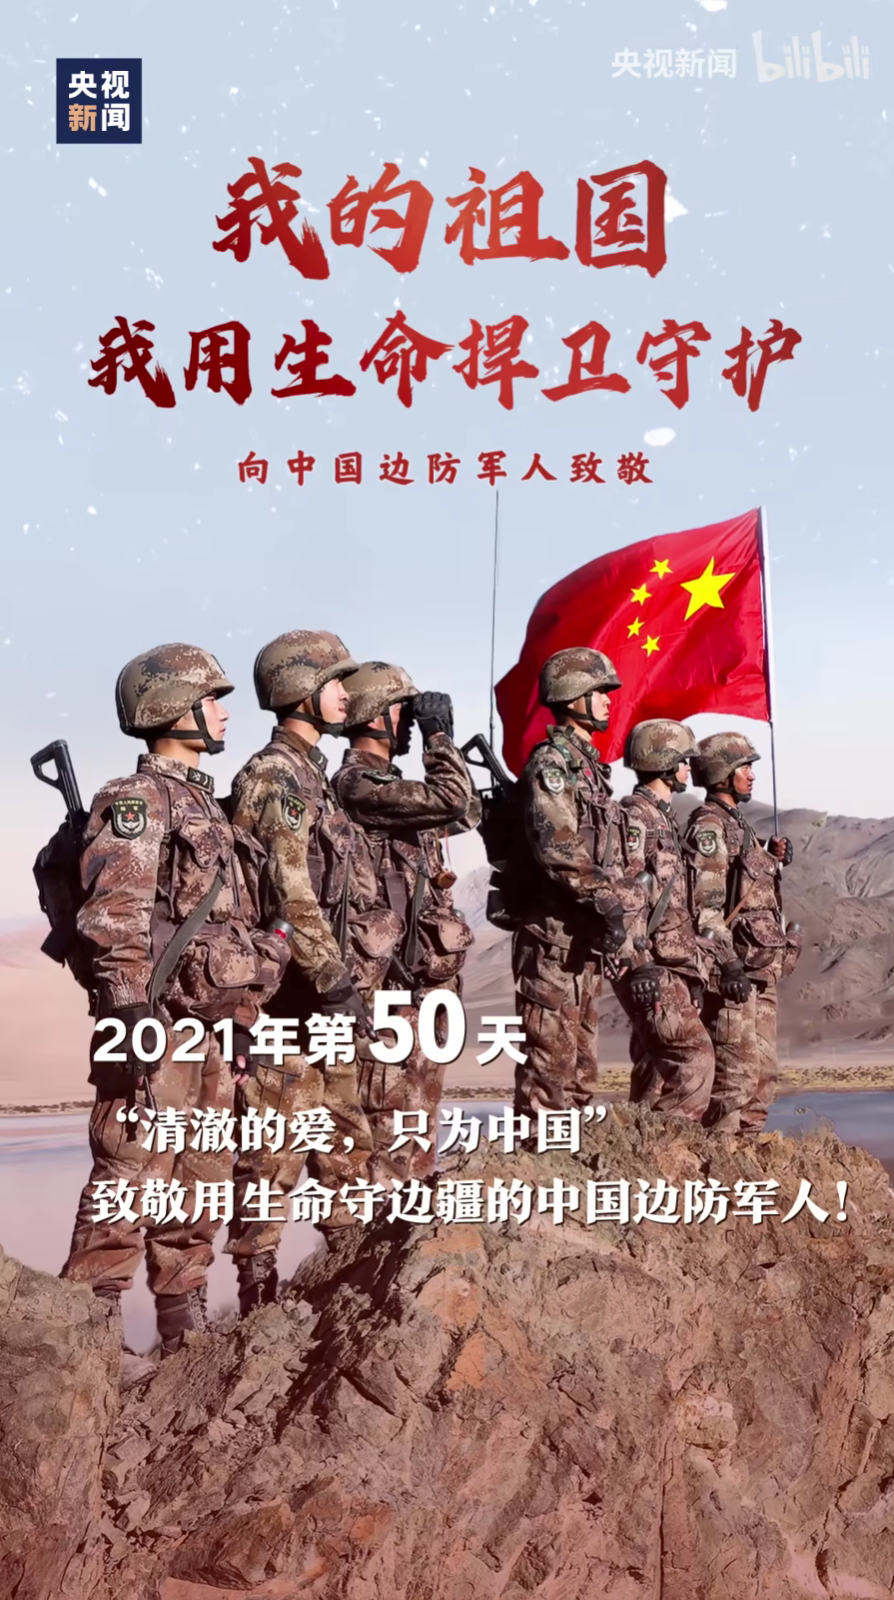 央视新闻 bilibili
央视
新闻
我的祖国
我用生命捍卫守护
向中国边防军人致敬
2021年第50天
“清澈的爱，只为中国”
致敬用生命守边疆的中国边防军人！